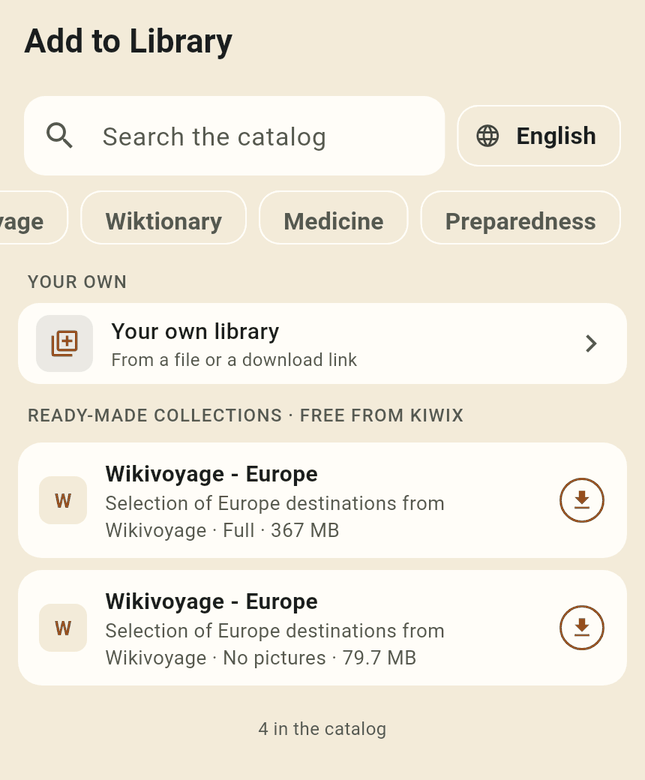 Add to Library
Search the catalog
English
yage
Wiktionary
Medicine
Preparedness
YOUR OWN
Your own library
From a file or a download link
READY-MADE COLLECTIONS · FREE FROM KIWIX
Wikivoyage - Europe
W
Selection of Europe destinations from
Wikivoyage · Full · 367 MB
Wikivoyage - Europe
W
Selection of Europe destinations from
Wikivoyage · No pictures · 79.7 MB
4 in the catalog